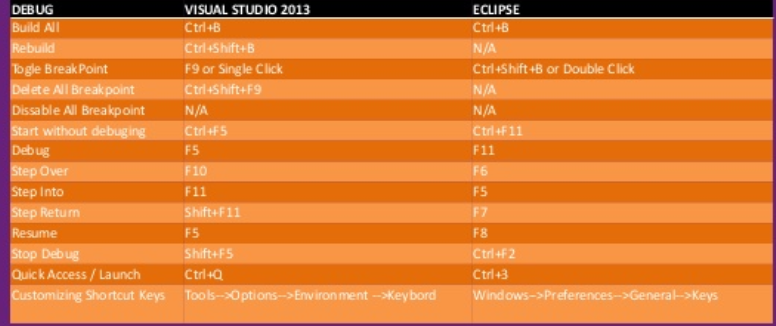 DEBUG VISUAL STUDIO 2013 ECLIPSE
Build All Ctrl+B Ctrl+B
Rebuild Ctrl+Shift+B N/A
Togle BreakPoint F9 or Single Click Ctrl+Shift+B or Double Click
Delete All Breakpoint Ctrl+Shift+F9 N/A
Dissable All Breakpoint N/A N/A
Start without debuging Ctrl+F5 Ctrl+F11
Debug F5 F11
Step Over F10 F6
Step Into F11 F5
Step Return Shift+F11 F7
Resume F5 F8
Stop Debug Shift+F5 Ctrl+F2
Quick Access / Launch Ctrl+Q Ctrl+3
Customizing Shortcut Keys Tools-->Options-->Environment -->Keybord Windows-->Preferences-->General-->Keys